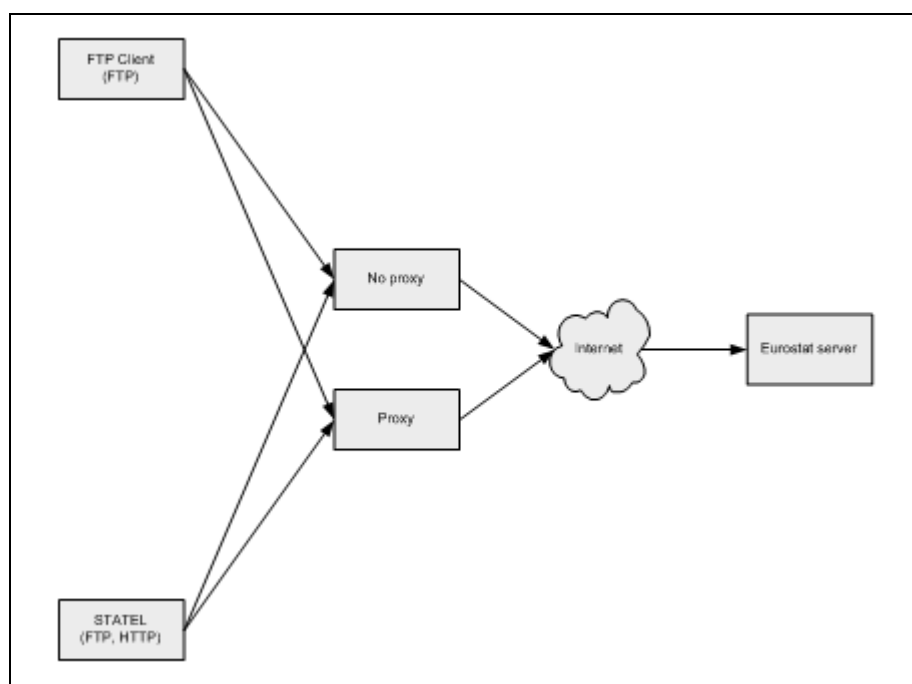 FTP Client
(FTP)
No proxy
Internet
Eurostat server
Proxy
STATEL
(FTP, HTTP)